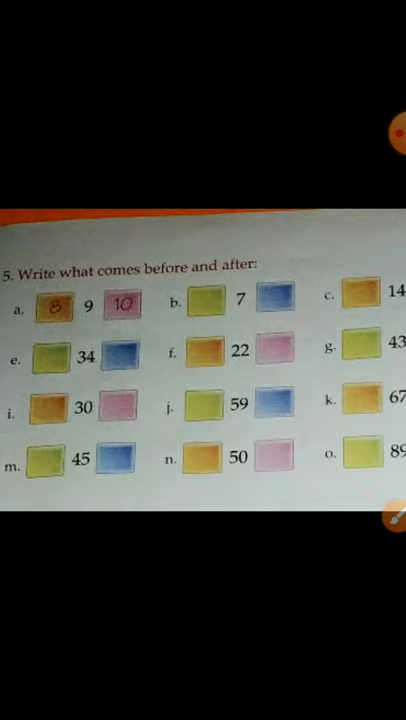 5. Write what comes before and after:
a. 8 9 10 b. 7 c. 14
e. 34 f. 22 g. 43
i. 30 j. 59 k. 67
m. 45 n. 50 o. 89